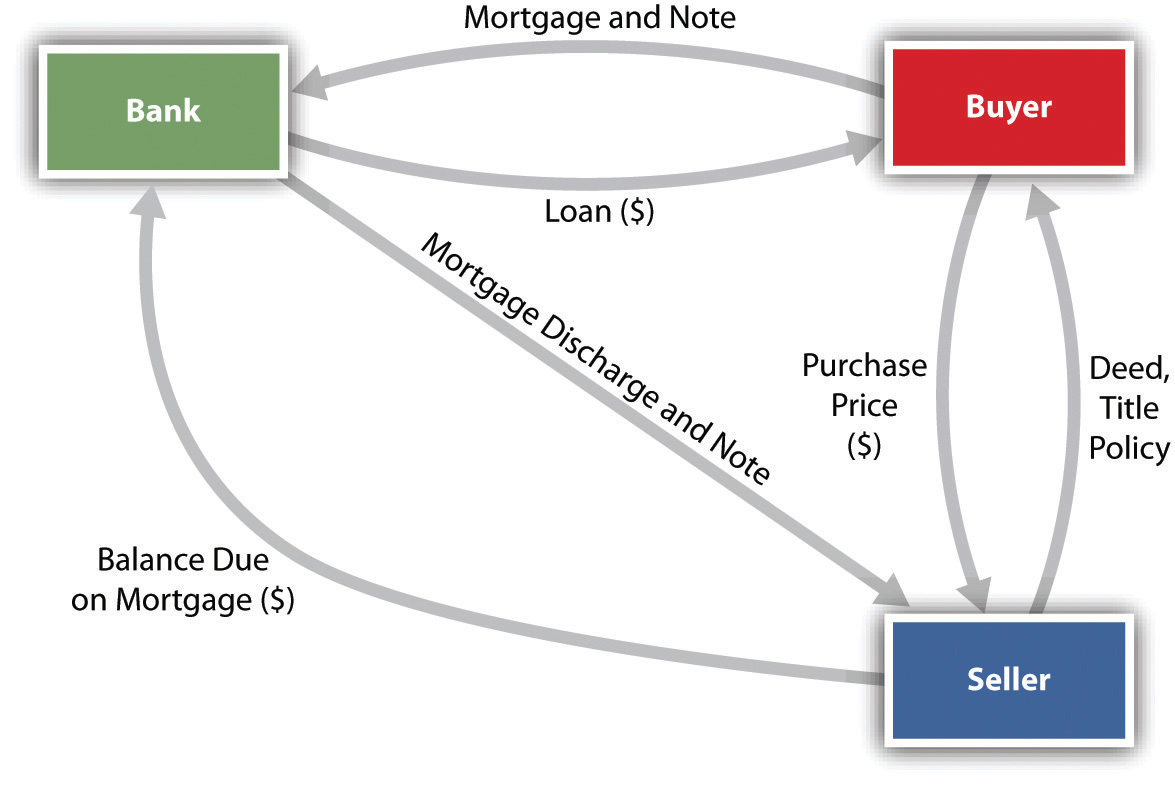 Mortgage and Note
Bank
Buyer
Loan ($)
Mortgage Discharge and Note
Purchase
Price
($)
Deed,
Title
Policy
Balance Due
on Mortgage ($)
Seller